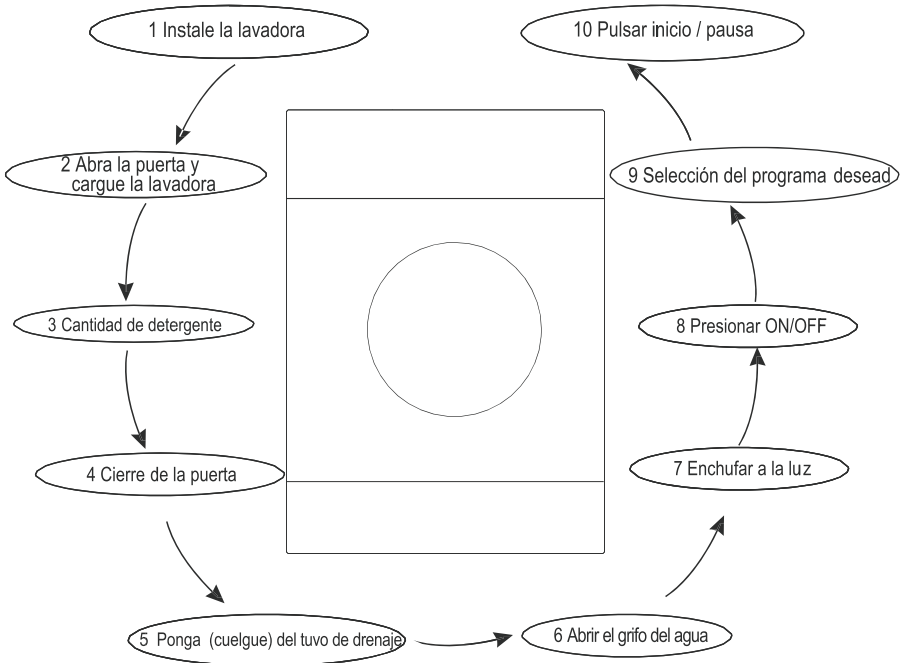 1 Instale la lavadora
2 Abra la puerta y
cargue la lavadora
3 Cantidad de detergente
4 Cierre de la puerta
5 Ponga (cuelgue) del tuvo de drenaje
6 Abrir el grifo del agua
7 Enchufar a la luz
8 Presionar ON/OFF
9 Selección del programa desead
10 Pulsar inicio / pausa